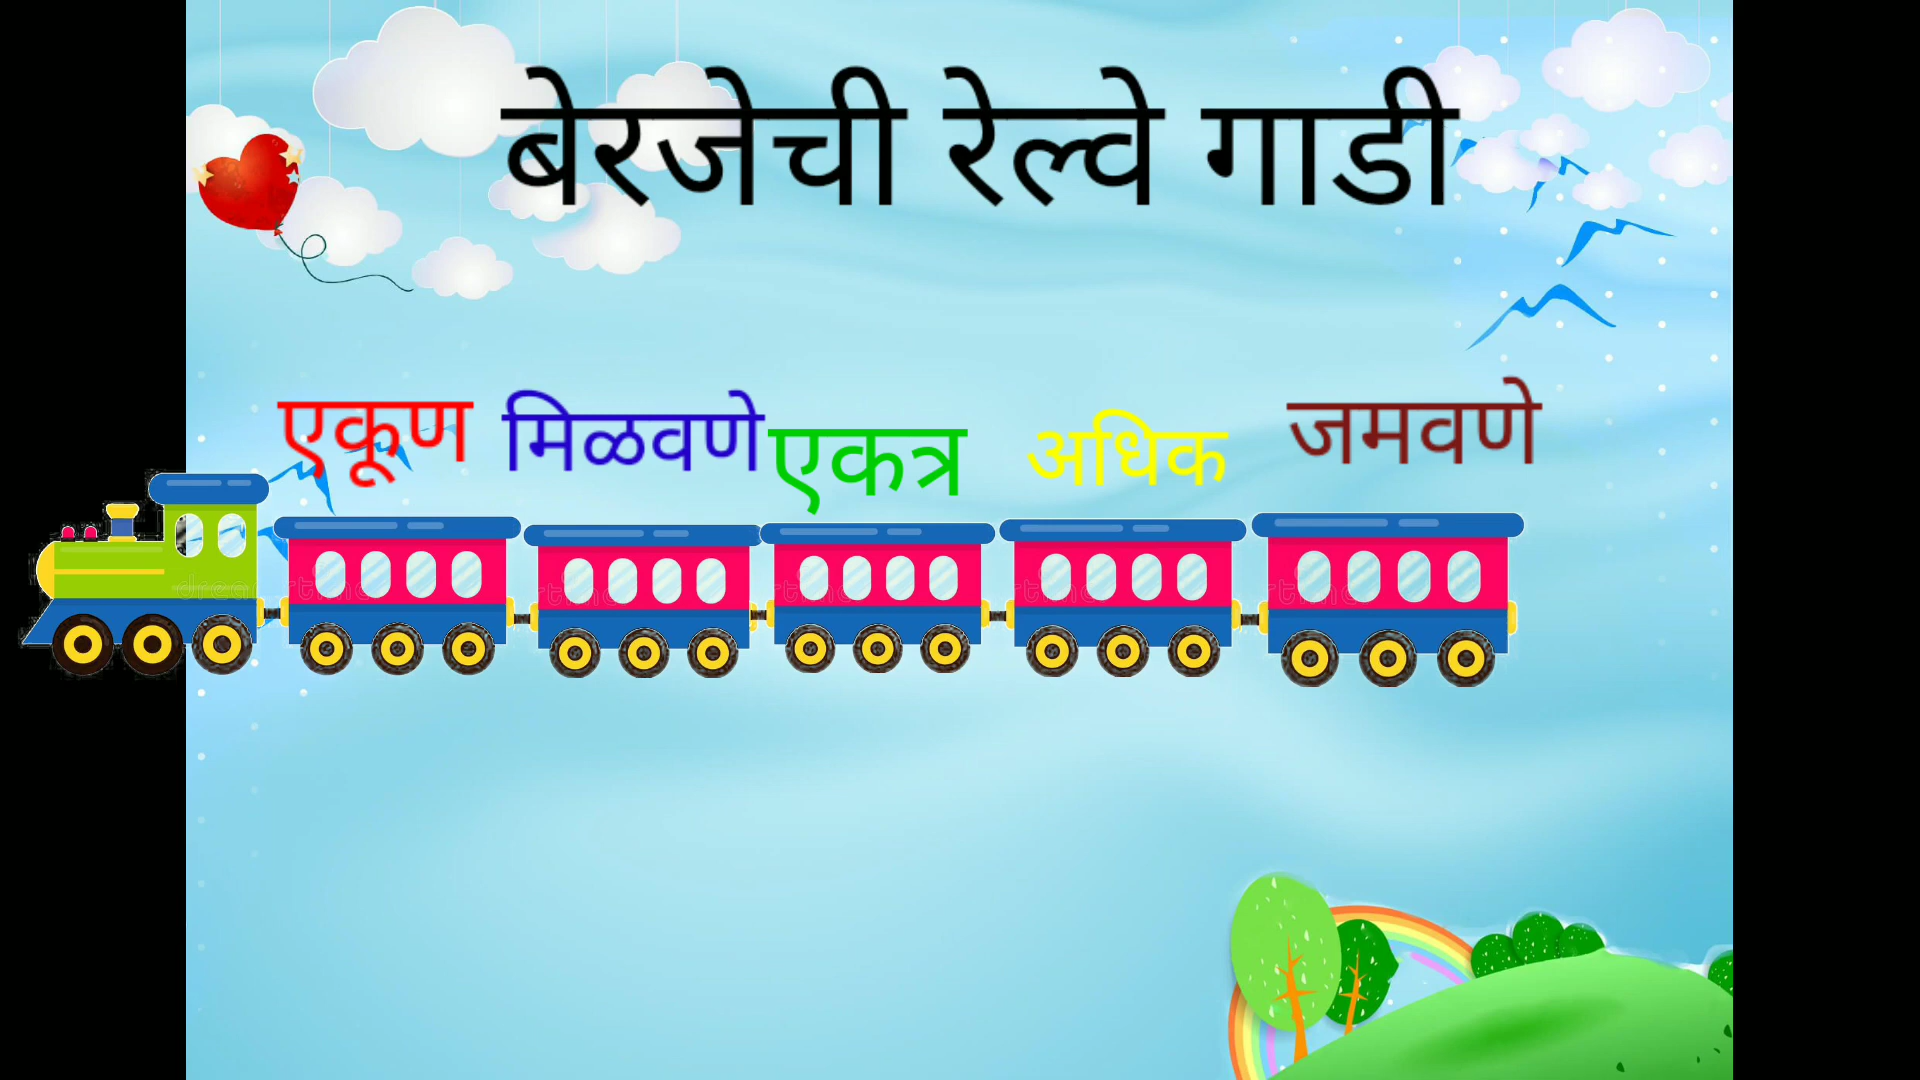 बेरजेची रेल्वे गाडी
एकूण मिळवणे एकत्र अधिक जमवणे